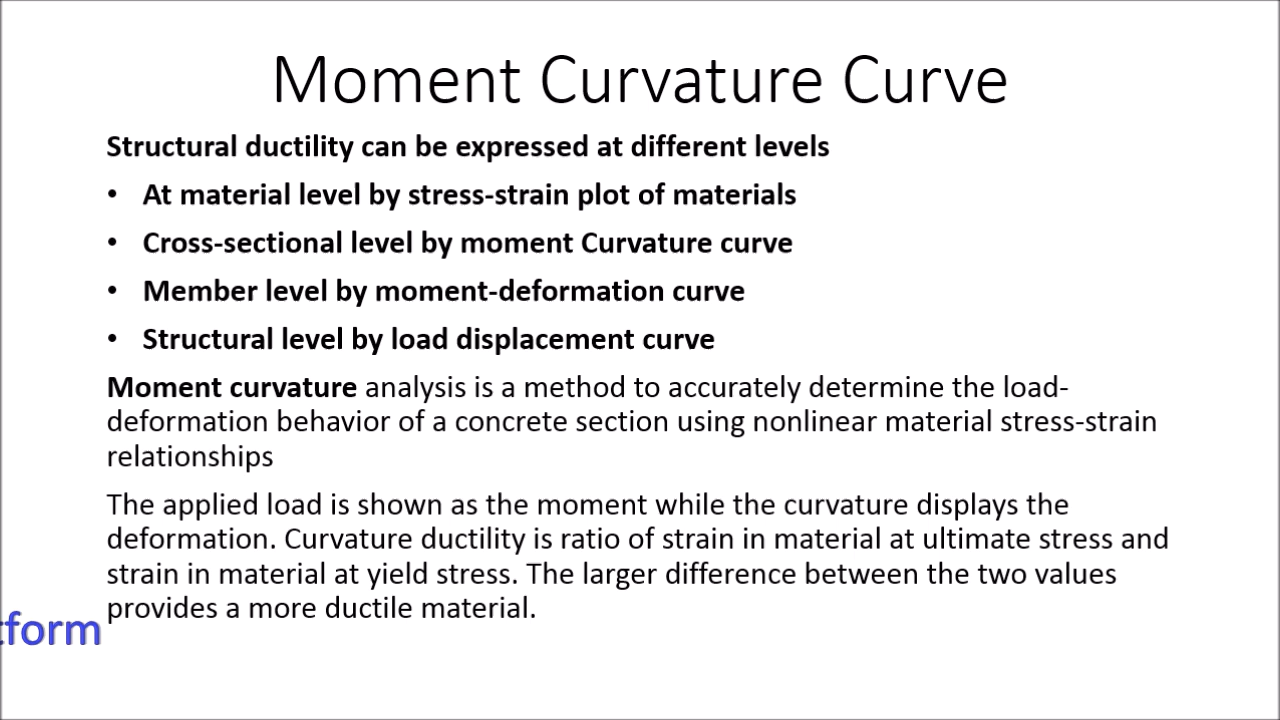 Moment Curvature Curve
Structural ductility can be expressed at different levels
• At material level by stress-strain plot of materials
• Cross-sectional level by moment Curvature curve
• Member level by moment-deformation curve
• Structural level by load displacement curve
Moment curvature analysis is a method to accurately determine the load-
deformation behavior of a concrete section using nonlinear material stress-strain
relationships
The applied load is shown as the moment while the curvature displays the
deformation. Curvature ductility is ratio of strain in material at ultimate stress and
strain in material at yield stress. The larger difference between the two values
provides a more ductile material.